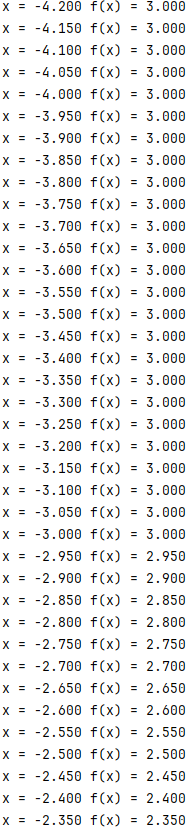 x = -4.200 f(x) = 3.000
x = -4.150 f(x) = 3.000
x = -4.100 f(x) = 3.000
x = -4.050 f(x) = 3.000
x = -4.000 f(x) = 3.000
x = -3.950 f(x) = 3.000
x = -3.900 f(x) = 3.000
x = -3.850 f(x) = 3.000
x = -3.800 f(x) = 3.000
x = -3.750 f(x) = 3.000
x = -3.700 f(x) = 3.000
x = -3.650 f(x) = 3.000
x = -3.600 f(x) = 3.000
x = -3.550 f(x) = 3.000
x = -3.500 f(x) = 3.000
x = -3.450 f(x) = 3.000
x = -3.400 f(x) = 3.000
x = -3.350 f(x) = 3.000
x = -3.300 f(x) = 3.000
x = -3.250 f(x) = 3.000
x = -3.200 f(x) = 3.000
x = -3.150 f(x) = 3.000
x = -3.100 f(x) = 3.000
x = -3.050 f(x) = 3.000
x = -3.000 f(x) = 3.000
x = -2.950 f(x) = 2.950
x = -2.900 f(x) = 2.900
x = -2.850 f(x) = 2.850
x = -2.800 f(x) = 2.800
x = -2.750 f(x) = 2.750
x = -2.700 f(x) = 2.700
x = -2.650 f(x) = 2.650
x = -2.600 f(x) = 2.600
x = -2.550 f(x) = 2.550
x = -2.500 f(x) = 2.500
x = -2.450 f(x) = 2.450
x = -2.400 f(x) = 2.400
x = -2.350 f(x) = 2.350